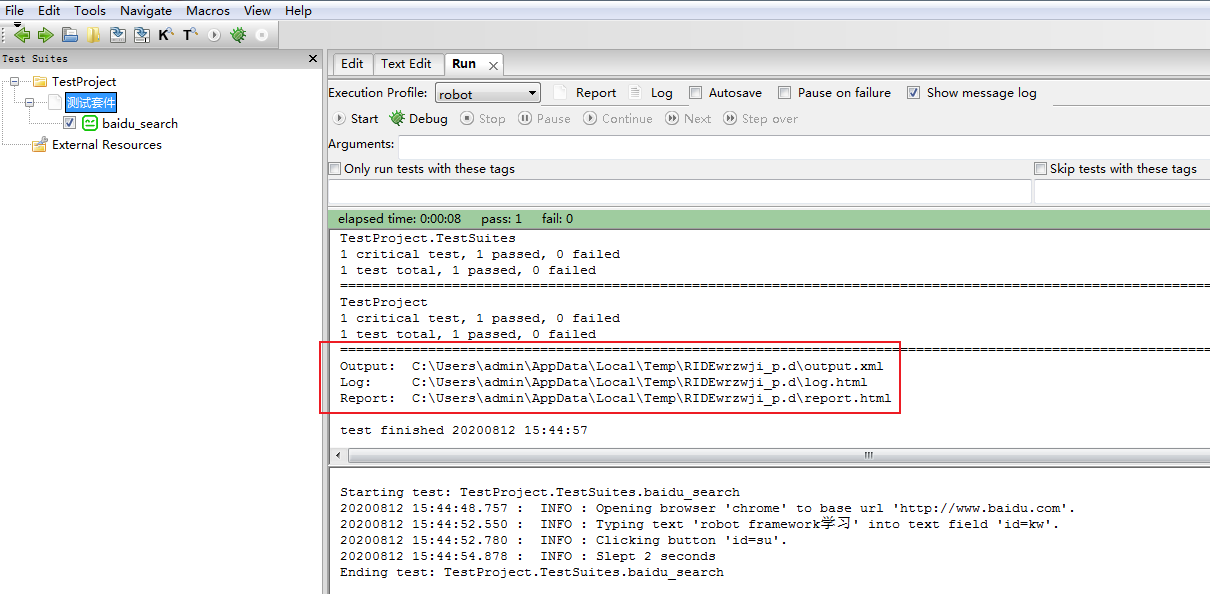 File Edit Tools Navigate Macros View Help
K T
Test Suites
TestProject
测试套件
baidu_search
External Resources
Edit Text Edit Run
Execution Profile: robot Report Log Autosave Pause on failure Show message log
Start Debug Stop Pause Continue Next Step over
Arguments:
Only run tests with these tags Skip tests with these tags
elapsed time: 0:00:08 pass: 1 fail: 0
TestProject.TestSuites
1 critical test, 1 passed, 0 failed
1 test total, 1 passed, 0 failed
==============================================================================
TestProject
1 critical test, 1 passed, 0 failed
1 test total, 1 passed, 0 failed
==============================================================================
Output: C:\Users\admin\AppData\Local\Temp\RIDEwrzwji_p.d\output.xml
Log: C:\Users\admin\AppData\Local\Temp\RIDEwrzwji_p.d\log.html
Report: C:\Users\admin\AppData\Local\Temp\RIDEwrzwji_p.d\report.html
test finished 20200812 15:44:57
Starting test: TestProject.TestSuites.baidu_search
20200812 15:44:48.757 : INFO : Opening browser 'chrome' to base url 'http://www.baidu.com'.
20200812 15:44:52.550 : INFO : Typing text 'robot framework学习' into text field 'id=kw'.
20200812 15:44:52.780 : INFO : Clicking button 'id=su'.
20200812 15:44:54.878 : INFO : Slept 2 seconds
Ending test: TestProject.TestSuites.baidu_search